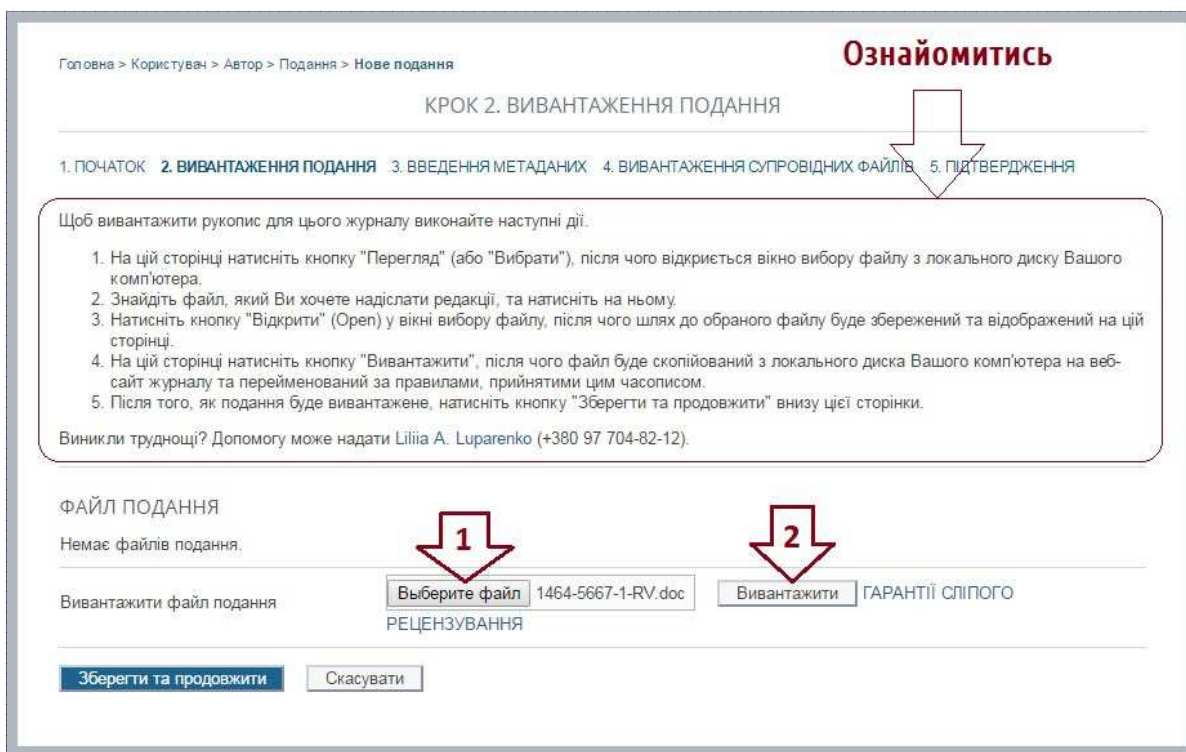 Ознайомитись
Головна > Користувач > Автор > Подання > Нове подання
КРОК 2. ВИВАНТАЖЕННЯ ПОДАННЯ
1. ПОЧАТОК 2. ВИВАНТАЖЕННЯ ПОДАННЯ 3. ВВЕДЕННЯ МЕТАДАНИХ 4. ВИВАНТАЖЕННЯ СУПРОВІДНИХ ФАЙЛІВ 5. ПІДТВЕРДЖЕННЯ
Щоб вивантажити рукопис для цього журналу виконайте наступні дії.
1. На цій сторінці натисніть кнопку "Перегляд" (або "Вибрати"), після чого відкриється вікно вибору файлу з локального диску Вашого
комп'ютера.
2. Знайдіть файл, який Ви хочете надіслати редакції, та натисніть на ньому.
3. Натисніть кнопку "Відкрити" (Open) у вікні вибору файлу, після чого шлях до обраного файлу буде збережений та відображений на цій
сторінці.
4. На цій сторінці натисніть кнопку "Вивантажити", після чого файл буде скопійований з локального диска Вашого комп'ютера на веб-
сайт журналу та перейменований за правилами, прийнятими цим часописом.
5. Після того, як подання буде вивантажене, натисніть кнопку "Зберегти та продовжити" внизу цієї сторінки.
Виникли труднощі? Допомогу може надати Liliia A. Luparenko (+380 97 704-82-12).
ФАЙЛ ПОДАННЯ
Немає файлів подання.
1 2
Вивантажити файл подання Выберите файл 1464-5667-1-RV.doc Вивантажити ГАРАНТІЇ СЛІПОГО
РЕЦЕНЗУВАННЯ
Зберегти та продовжити Скасувати